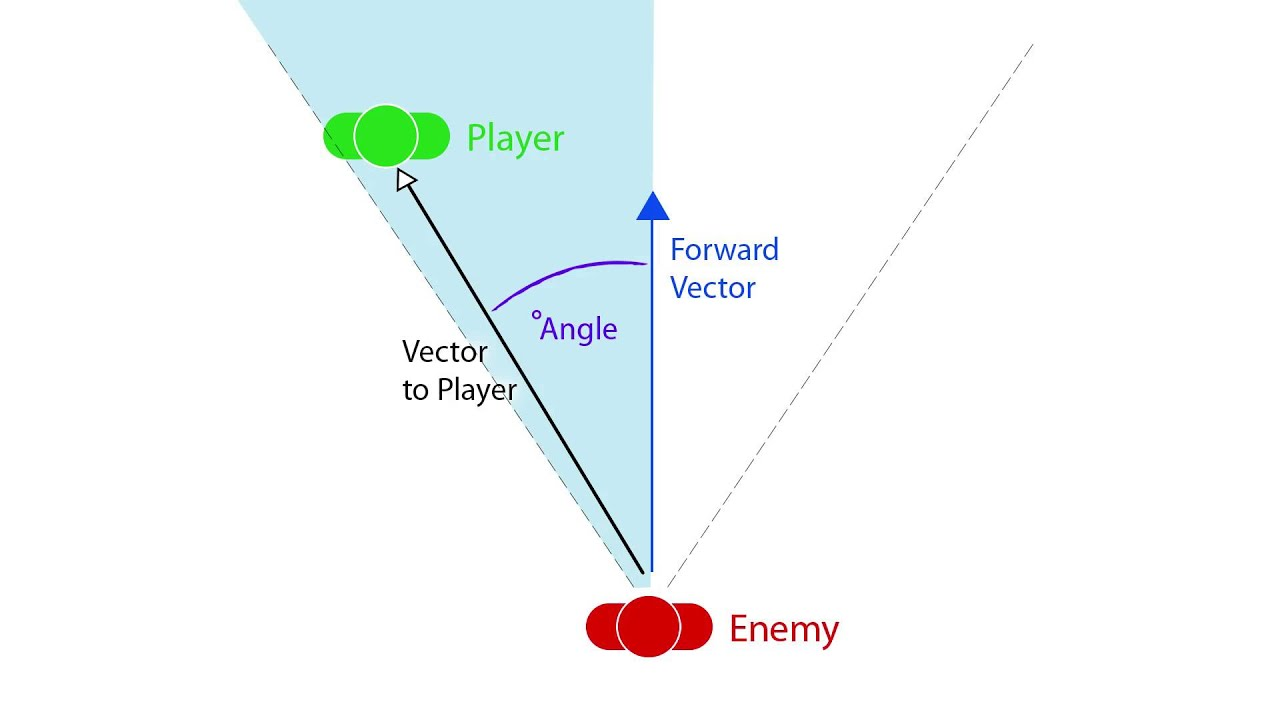 Player
Forward
Vector
°Angle
Vector
to Player
Enemy